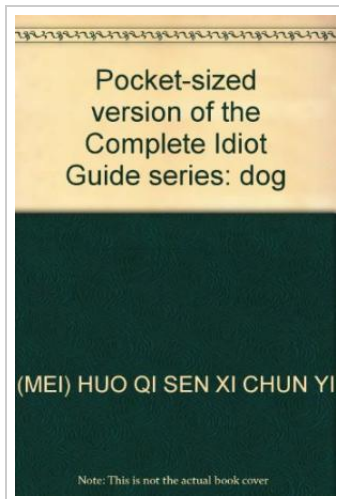 Pocket-sized
version of the
Complete Idiot
Guide series: dog
(MEI) HUO QI SEN XI CHUN YI
Note: This is not the actual book cover